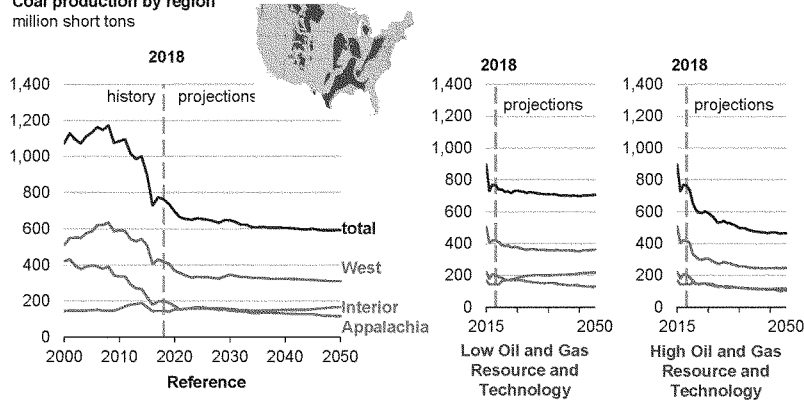 Coal production by region
million short tons
2018
history projections
1,400
1,200
1,000
800
600
400
200
0
total
West
Interior
Appalachia
2000 2010 2020 2030 2040 2050
Reference
2018
projections
1,400
1,200
1,000
800
600
400
200
0
2015 2050
Low Oil and Gas
Resource and
Technology
2018
projections
1,400
1,200
1,000
800
600
400
200
0
2015 2050
High Oil and Gas
Resource and
Technology